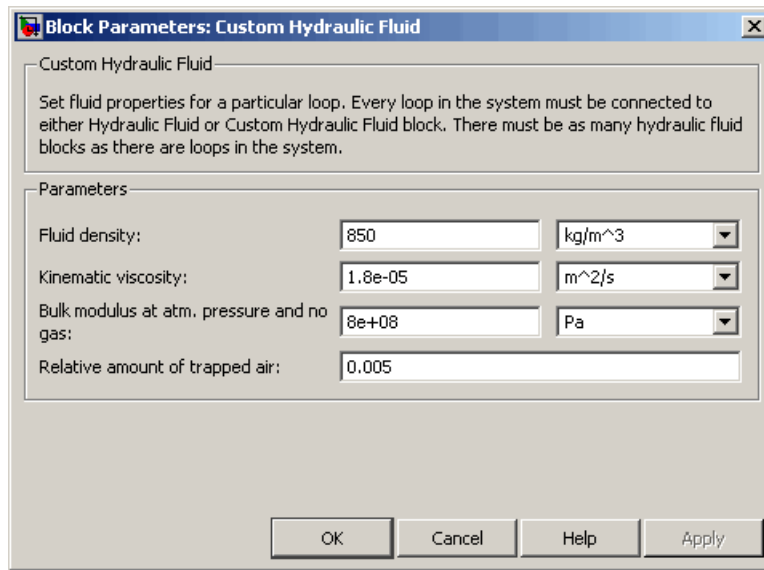 Block Parameters: Custom Hydraulic Fluid
Custom Hydraulic Fluid
Set fluid properties for a particular loop. Every loop in the system must be connected to
either Hydraulic Fluid or Custom Hydraulic Fluid block. There must be as many hydraulic fluid
blocks as there are loops in the system.
Parameters
Fluid density: 850 kg/m^3
Kinematic viscosity: 1.8e-05 m^2/s
Bulk modulus at atm. pressure and no
gas: 8e+08 Pa
Relative amount of trapped air: 0.005
OK Cancel Help Apply